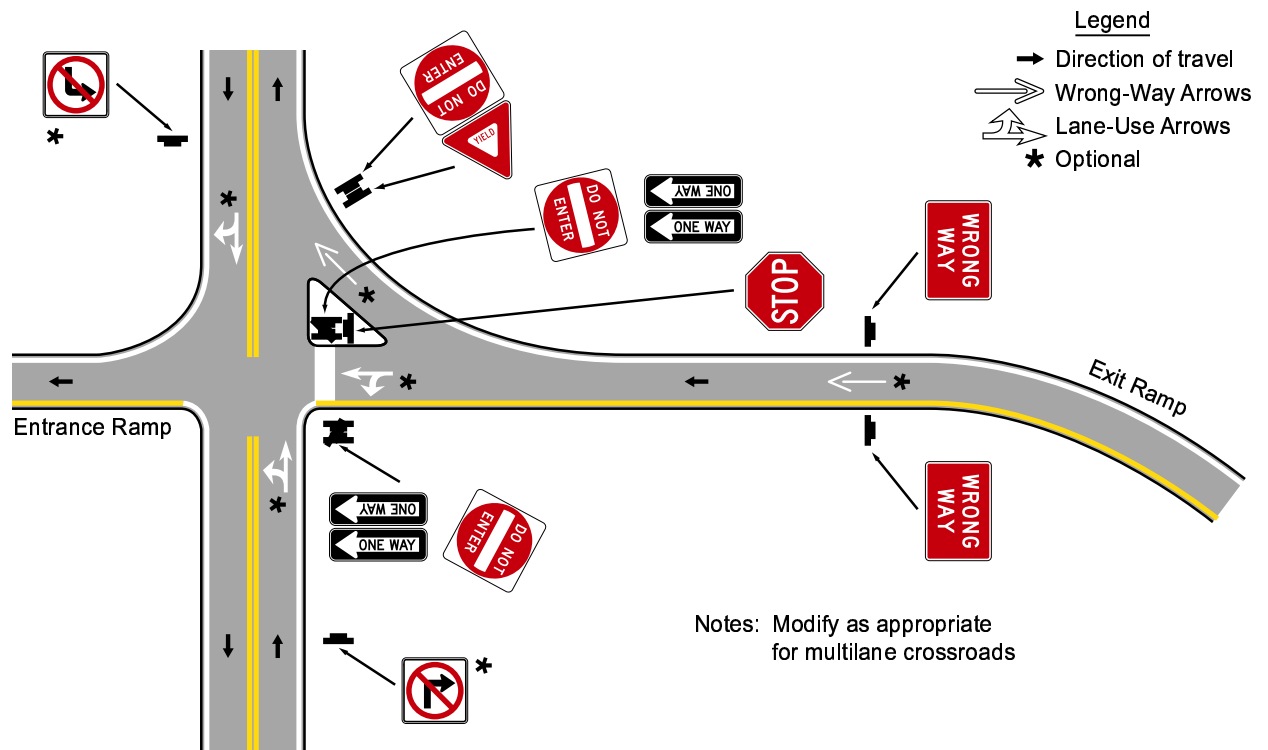 Legend
Direction of travel
Wrong-Way Arrows
Lane-Use Arrows
Optional
DO NOT
ENTER
YIELD
DO NOT
ENTER
ONE WAY
ONE WAY
WRONG
WAY
STOP
Exit Ramp
Entrance Ramp
ONE WAY
ONE WAY
DO NOT
ENTER
WRONG
WAY
Notes: Modify as appropriate
for multilane crossroads